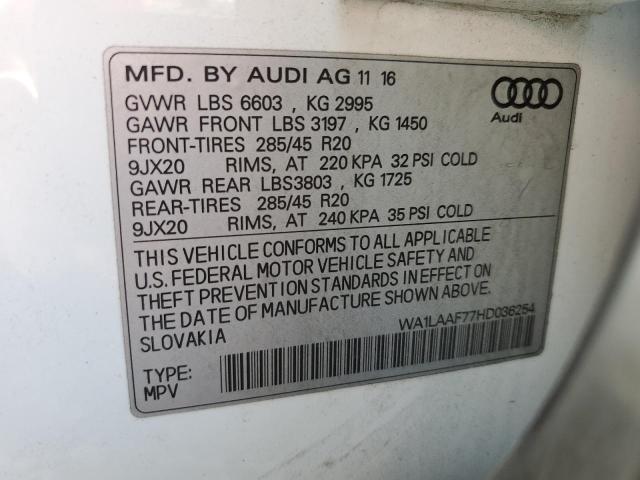 MFD. BY AUDI AG 11 16
Audi
GVWR LBS 6603 , KG 2995
GAWR FRONT LBS 3197 , KG 1450
FRONT-TIRES 285/45 R20
9JX20 RIMS, AT 220 KPA 32 PSI COLD
GAWR REAR LBS3803 , KG 1725
REAR-TIRES 285/45 R20
9JX20 RIMS, AT 240 KPA 35 PSI COLD
THIS VEHICLE CONFORMS TO ALL APPLICABLE
U.S. FEDERAL MOTOR VEHICLE SAFETY AND
THEFT PREVENTION STANDARDS IN EFFECT ON
THE DATE OF MANUFACTURE SHOWN ABOVE.
SLOVAKIA
WA1LAAF77HD036254
TYPE:
MPV